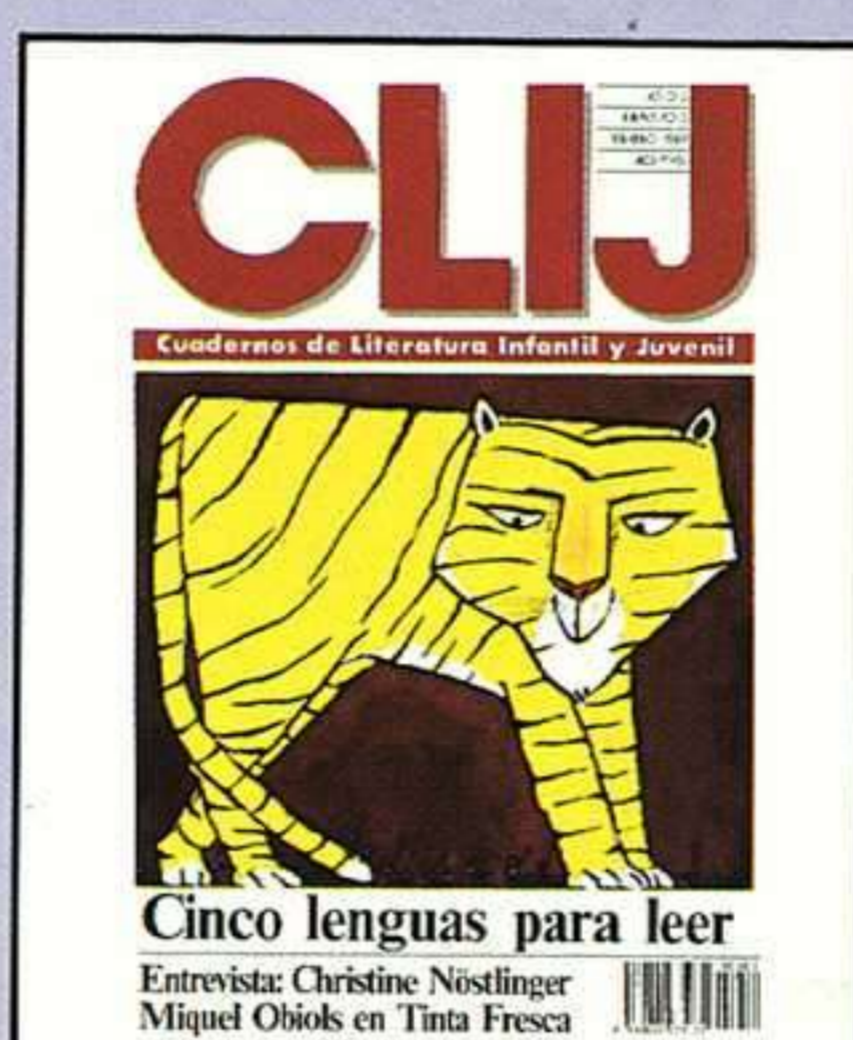 CLIJ
Cuadernos de Literatura Infantil y Juvenil
Cinco lenguas para leer
Entrevista: Christine Nöstlinger
Miquel Obiols en Tinta Fresca